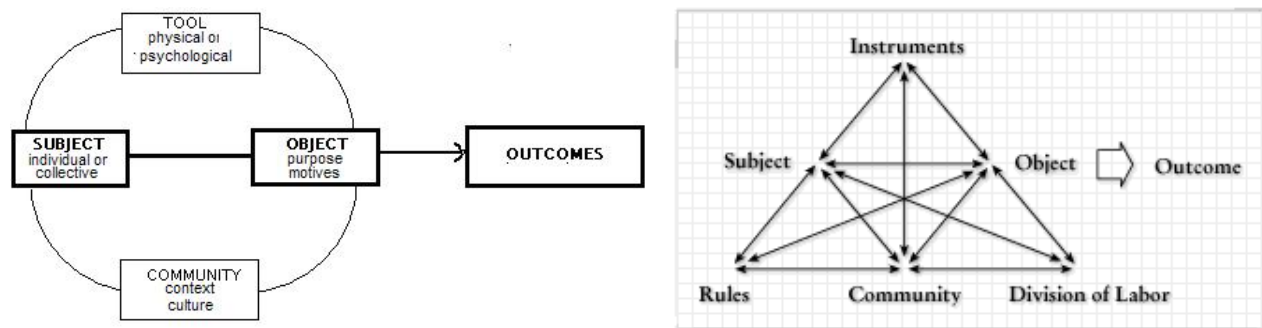 TOOL
physical or
psychological
SUBJECT
individual or
collective
OBJECT
purpose
motives
OUTCOMES
COMMUNITY
context
culture
Instruments
Subject
Object
Outcome
Rules
Community
Division of Labor